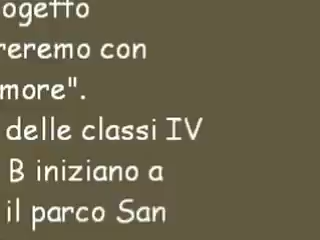 ogetto
reremo con
more".
delle classi IV
B iniziano a
il parco San